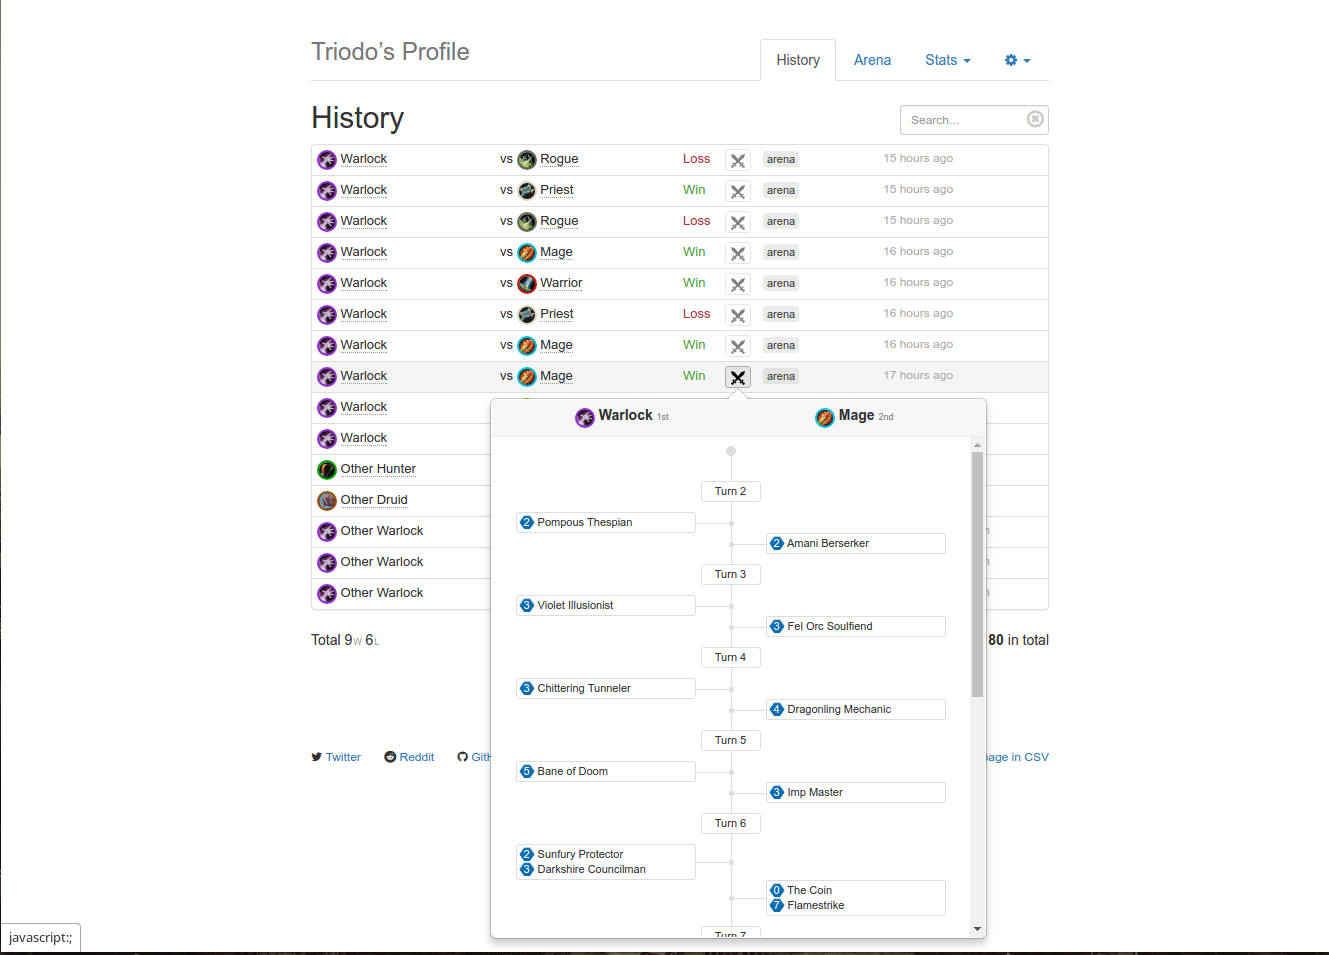 Triodo’s Profile
History
Arena
Stats
History
Search...
Warlock vs Rogue Loss arena 15 hours ago
Warlock vs Priest Win arena 15 hours ago
Warlock vs Rogue Loss arena 15 hours ago
Warlock vs Mage Win arena 16 hours ago
Warlock vs Warrior Win arena 16 hours ago
Warlock vs Priest Loss arena 16 hours ago
Warlock vs Mage Win arena 16 hours ago
Warlock vs Mage Win arena 17 hours ago
Warlock
Warlock
Other Hunter
Other Druid
Other Warlock
Other Warlock
Other Warlock
Total 9W 6L
80 in total
Warlock 1st
Mage 2nd
Turn 2
2 Pompous Thespian
2 Amani Berserker
Turn 3
3 Violet Illusionist
3 Fel Orc Soulfiend
Turn 4
3 Chittering Tunneler
4 Dragonling Mechanic
Turn 5
5 Bane of Doom
3 Imp Master
Turn 6
2 Sunfury Protector
3 Darkshire Councilman
0 The Coin
7 Flamestrike
Turn 7
Twitter
Reddit
GitH
page in CSV
javascript:;